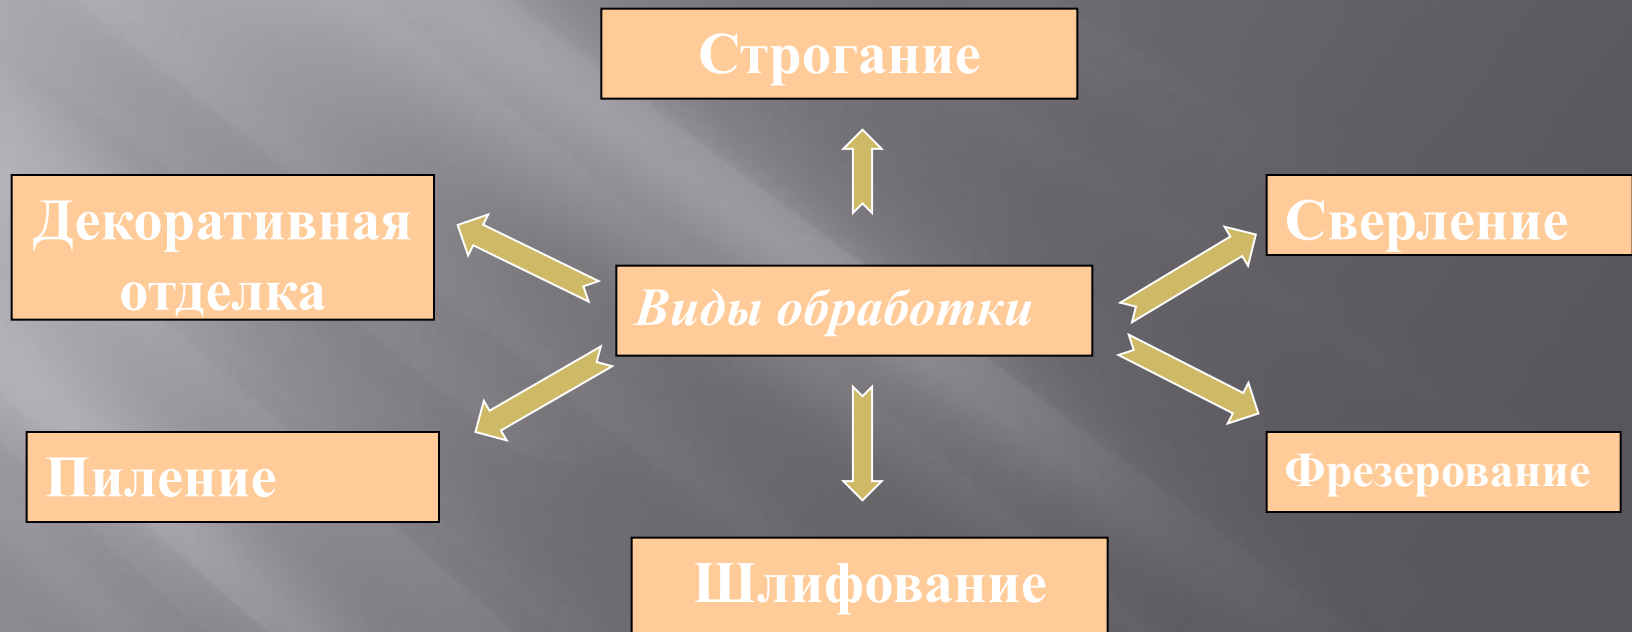 Строгание
Декоративная
отделка
Сверление
Виды обработки
Пиление
Фрезерование
Шлифование